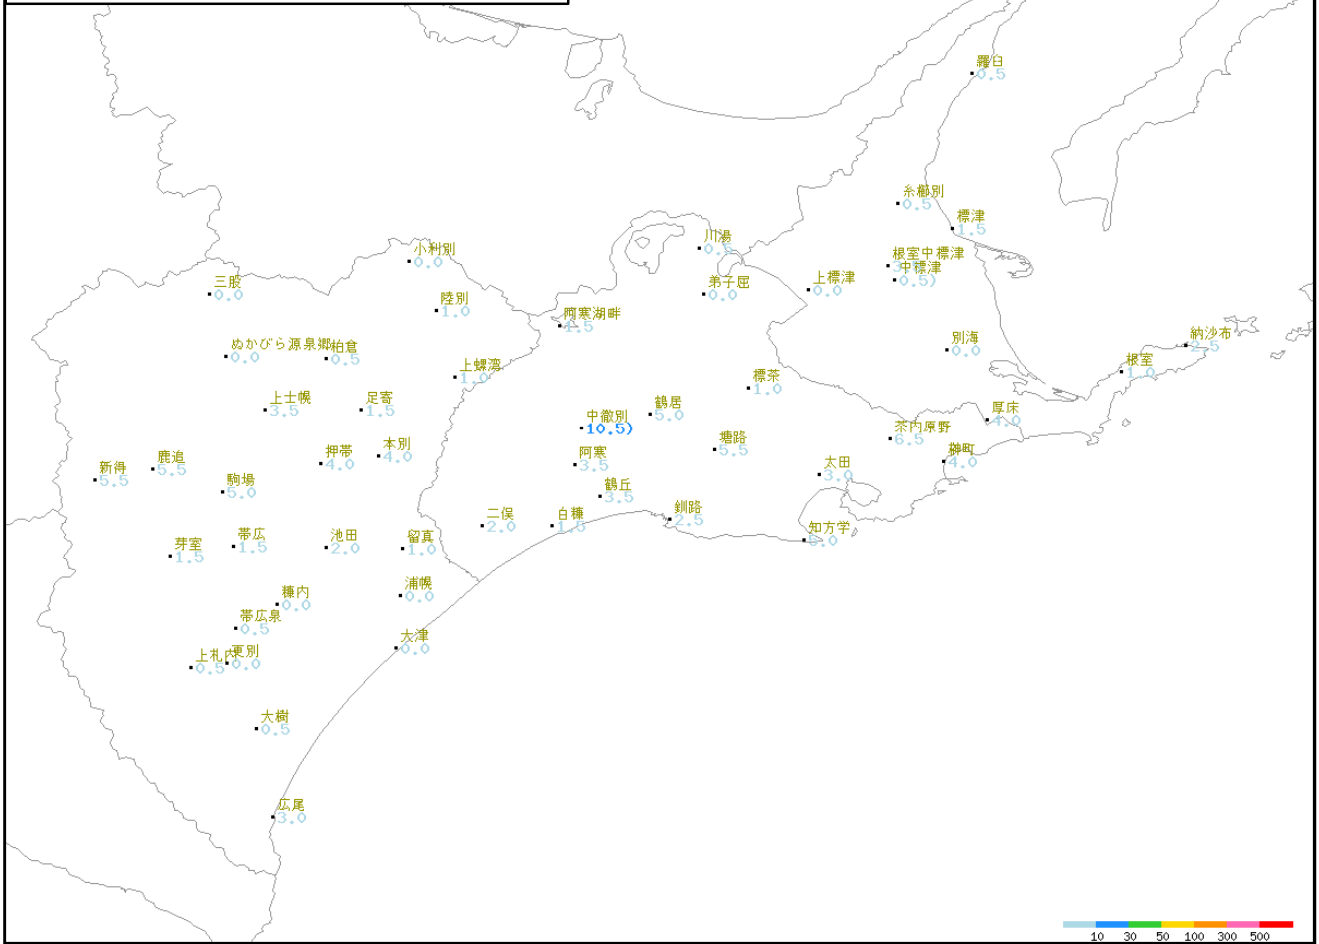 羅臼
0.5
糸櫛別
0.5
標津
1.5
川湯
小利別
0.0
根室中標津
中標津
0.5)
三股
0.0
弟子屈
0.0
上標津
0.0
陸別
1.0
阿寒湖畔
納沙布
2.5
ぬかびら源泉郷
0.0
柏倉
0.5
別海
0.0
根室
1.0
上螺湾
1.0
標茶
1.0
上士幌
3.5
足寄
1.5
鶴居
5.0
厚床
4.0
中徹別
10.5)
茶内原野
6.5
塘路
5.5
本別
4.0
榊町
4.0
押帯
4.0
阿寒
3.5
鹿追
5.5
新得
5.5
太田
3.0
駒場
5.0
鶴丘
3.5
二俣
2.0
白糠
1.5
釧路
2.5
知方学
5.0
芽室
1.5
帯広
1.5
池田
2.0
留真
1.0
浦幌
0.0
糠内
0.0
帯広泉
0.5
大津
0.0
上札内
0.5
更別
0.0
大樹
0.5
広尾
3.0
10 30 50 100 300 500